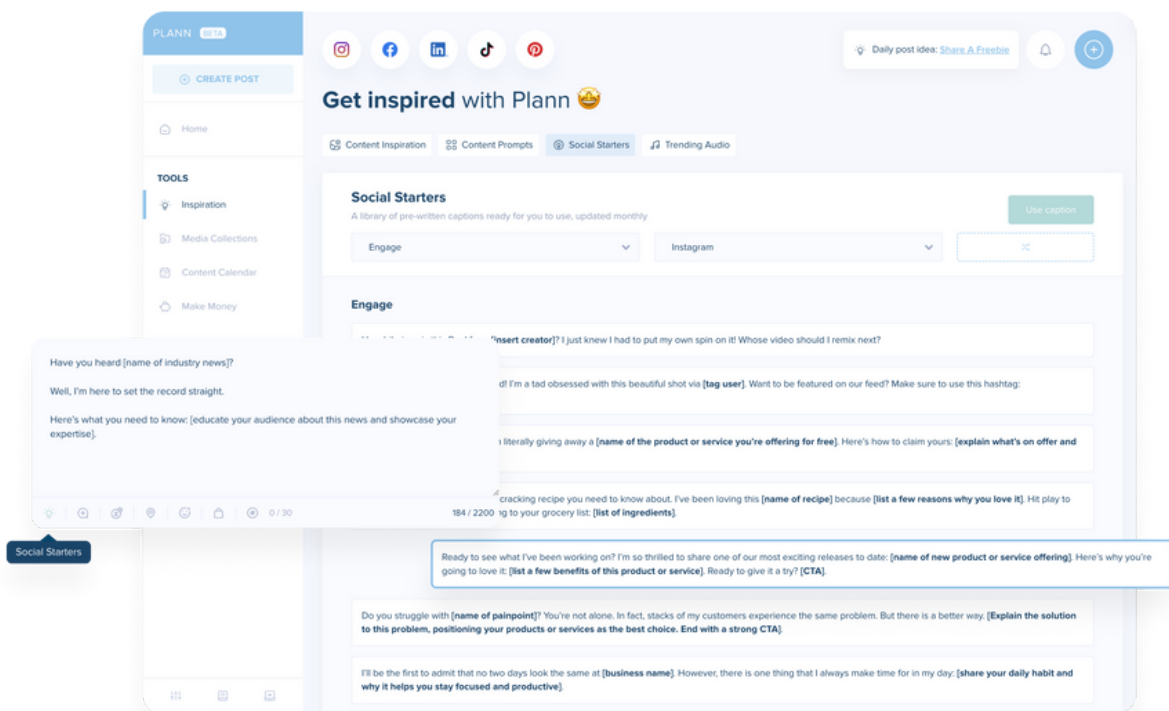 PLANN BETA
CREATE POST
Home
TOOLS
Inspiration
Media Collections
Content Calendar
Make Money
Daily post idea: Share A Freebie
Get inspired with Plann 🤩
Content Inspiration
Content Prompts
Social Starters
Trending Audio
Social Starters
A library of pre-written captions ready for you to use, updated monthly
Use caption
Engage
Instagram
Engage
[insert creator]? I just knew I had to put my own spin on it! Whose video should I remix next?
d! I'm a tad obsessed with this beautiful shot via [tag user]. Want to be featured on our feed? Make sure to use this hashtag:
literally giving away a [name of the product or service you're offering for free]. Here's how to claim yours: [explain what's on offer and
cracking recipe you need to know about. I've been loving this [name of recipe] because [list a few reasons why you love it]. Hit play to
ng to your grocery list: [list of ingredients].
Ready to see what I've been working on? I'm so thrilled to share one of our most exciting releases to date: [name of new product or service offering]. Here's why you're
going to love it: [list a few benefits of this product or service]. Ready to give it a try? [CTA].
Do you struggle with [name of painpoint]? You're not alone. In fact, stacks of my customers experience the same problem. But there is a better way. [Explain the solution
to this problem, positioning your products or services as the best choice. End with a strong CTA].
I'll be the first to admit that no two days look the same at [business name]. However, there is one thing that I always make time for in my day: [share your daily habit and
why it helps you stay focused and productive].
Have you heard [name of industry news]?
Well, I'm here to set the record straight.
Here's what you need to know: [educate your audience about this news and showcase your
expertise].
0 / 30
184 / 2200
Social Starters